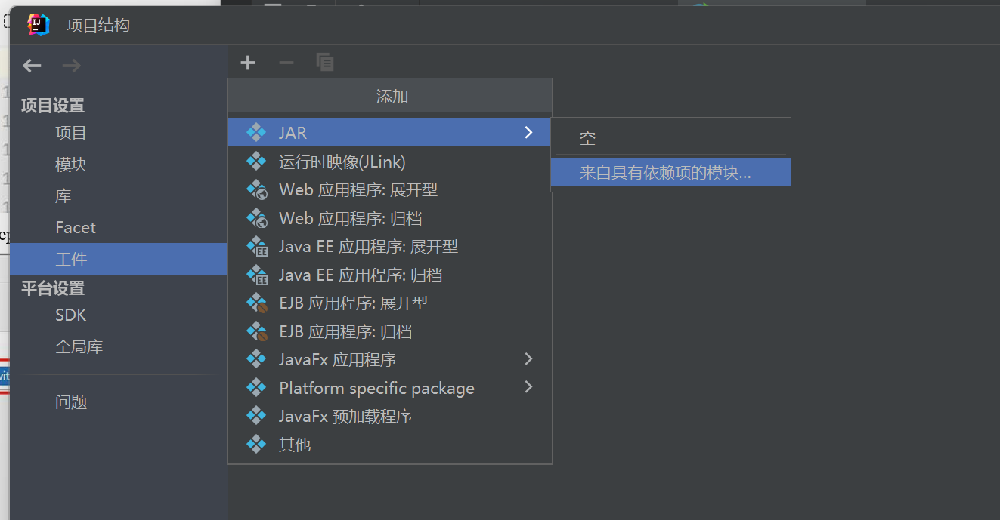 项目结构
项目设置
项目
模块
库
Facet
工件
平台设置
SDK
全局库
问题
添加
JAR
运行时映像(JLink)
Web 应用程序: 展开型
Web 应用程序: 归档
Java EE 应用程序: 展开型
Java EE 应用程序: 归档
EJB 应用程序: 展开型
EJB 应用程序: 归档
JavaFx 应用程序
Platform specific package
JavaFx 预加载程序
其他
空
来自具有依赖项的模块...